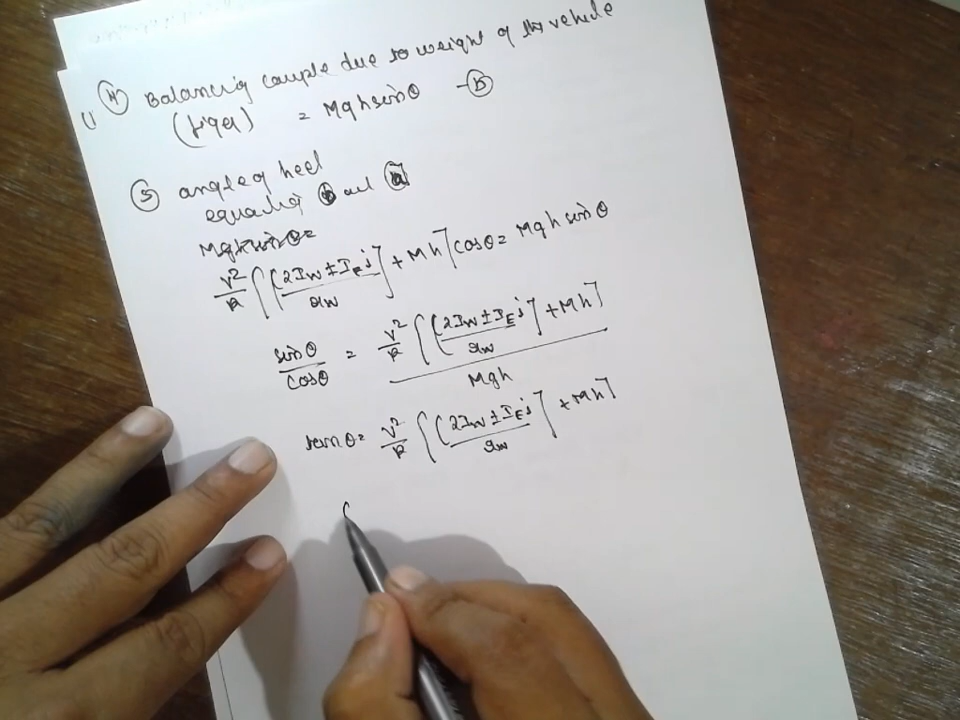 (4) Balancing couple due to weight of the vehicle
= Mgh sinθ -(b)
(5) angle of heel
equating (b) and (a)
Mgh sinθ =
V²/R [[(2Iw ± IE i)/rw] + Mh] cosθ = Mgh sinθ
sinθ/cosθ = V²/R [[(2Iw ± IE i)/rw] + Mh] / Mgh
tanθ = V²/R [[(2Iw ± IE i)/rw] + Mh]